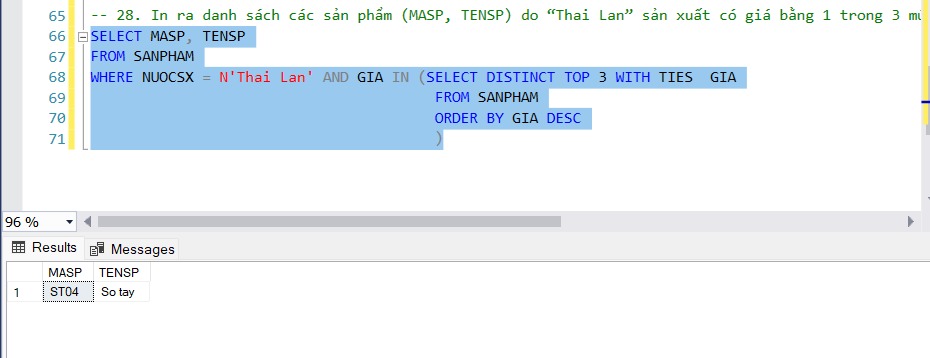 65 -- 28. In ra danh sách các sản phẩm (MASP, TENSP) do “Thai Lan” sản xuất có giá bằng 1 trong 3
66 SELECT MASP, TENSP
67 FROM SANPHAM
68 WHERE NUOCSX = N'Thai Lan' AND GIA IN (SELECT DISTINCT TOP 3 WITH TIES  GIA
69 FROM SANPHAM
70 ORDER BY GIA DESC
71 )
96 %
Results Messages
MASP TENSP
1 ST04 So tay